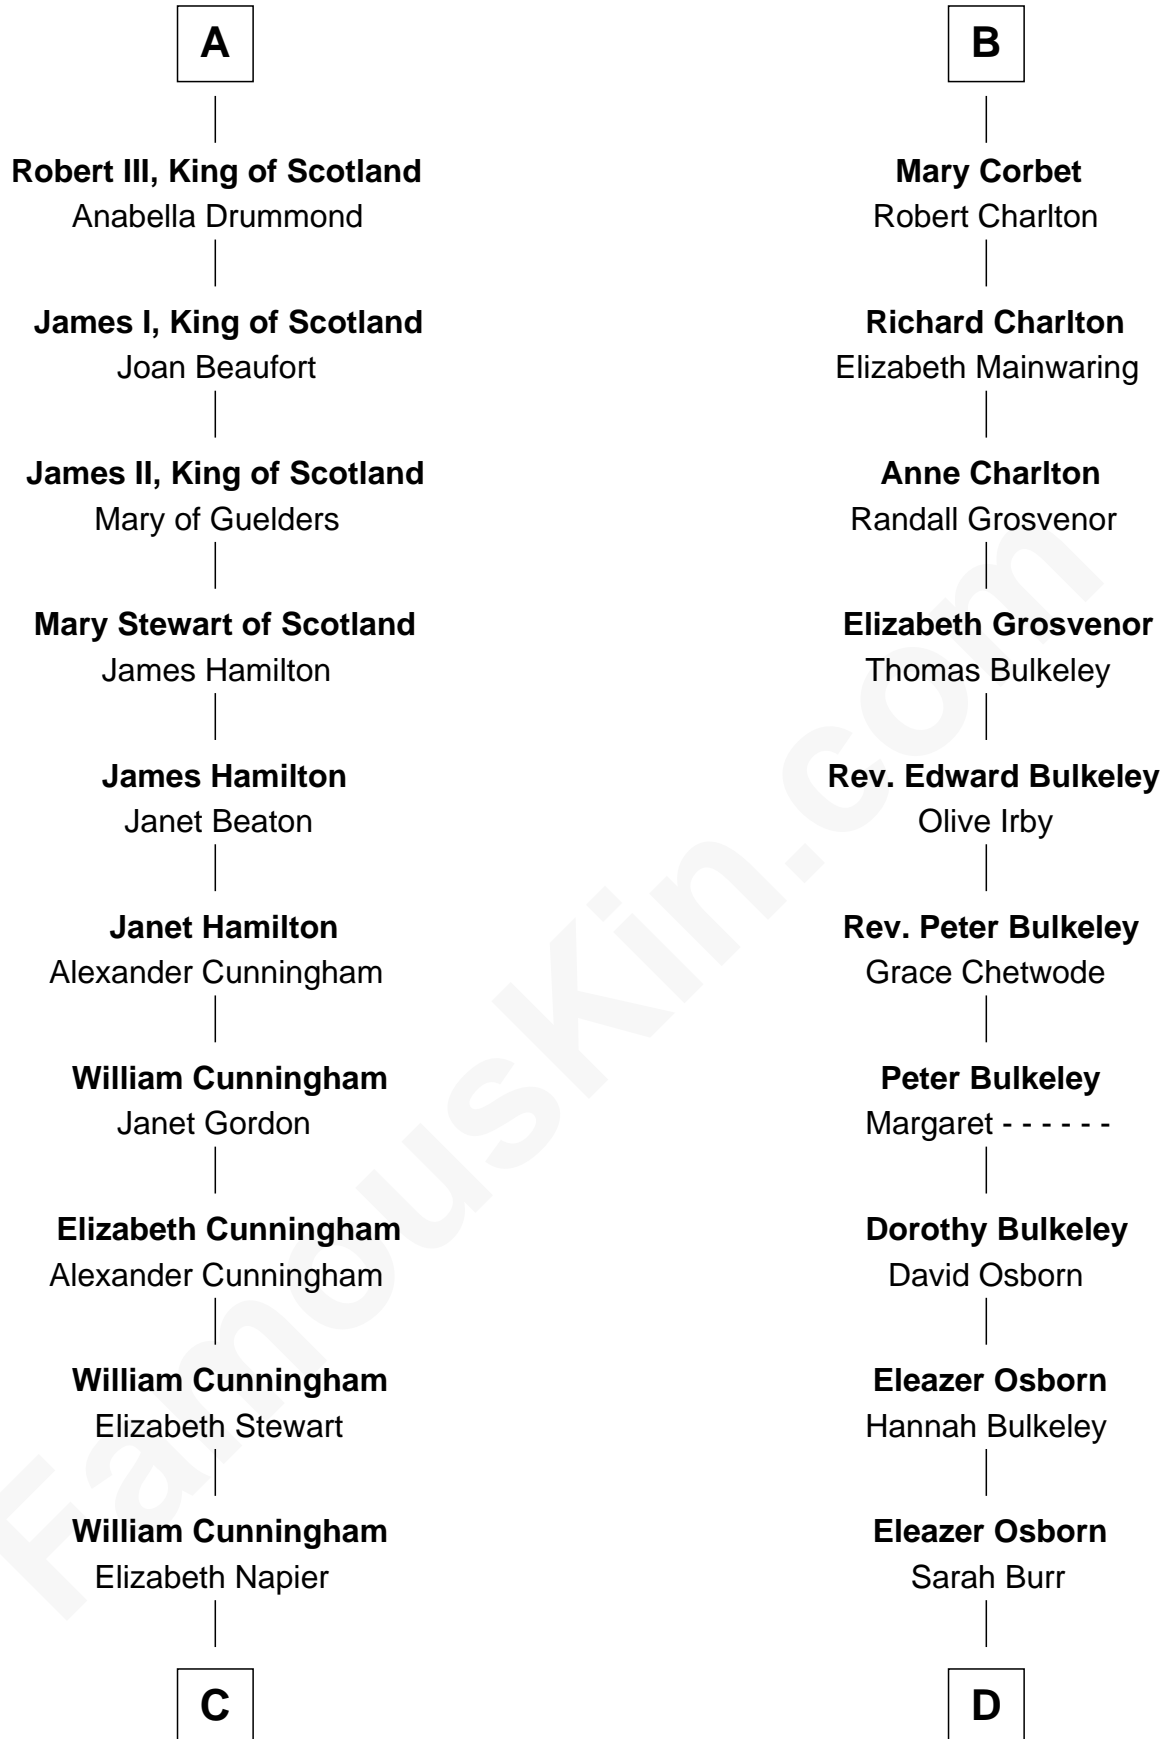 A
Robert III, King of Scotland
Anabella Drummond
James I, King of Scotland
Joan Beaufort
James II, King of Scotland
Mary of Guelders
Mary Stewart of Scotland
James Hamilton
James Hamilton
Janet Beaton
Janet Hamilton
Alexander Cunningham
William Cunningham
Janet Gordon
Elizabeth Cunningham
Alexander Cunningham
William Cunningham
Elizabeth Stewart
William Cunningham
Elizabeth Napier
C
B
Mary Corbet
Robert Charlton
Richard Charlton
Elizabeth Mainwaring
Anne Charlton
Randall Grosvenor
Elizabeth Grosvenor
Thomas Bulkeley
Rev. Edward Bulkeley
Olive Irby
Rev. Peter Bulkeley
Grace Chetwode
Peter Bulkeley
Margaret - - - - - -
Dorothy Bulkeley
David Osborn
Eleazer Osborn
Hannah Bulkeley
Eleazer Osborn
Sarah Burr
D
FamousKin.com